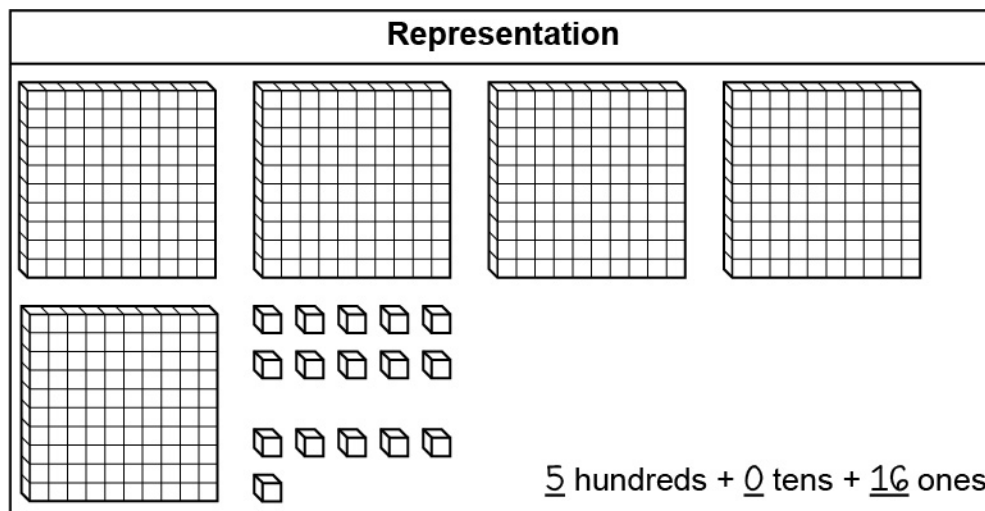 Representation
5 hundreds + 0 tens + 16 ones